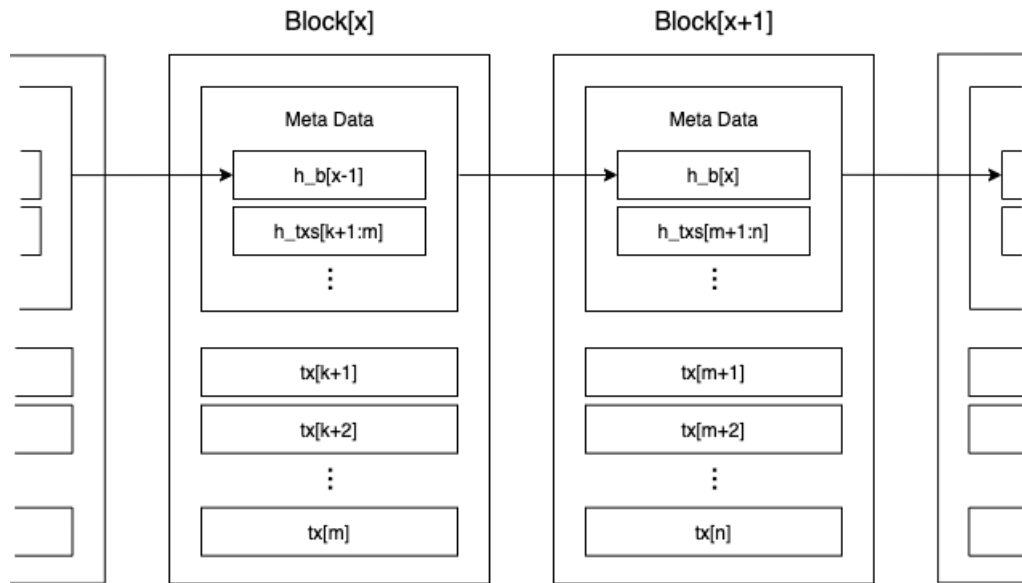 Block[x]
Meta Data
h_b[x-1]
h_txs[k+1:m]
tx[k+1]
tx[k+2]
tx[m]
Block[x+1]
Meta Data
h_b[x]
h_txs[m+1:n]
tx[m+1]
tx[m+2]
tx[n]